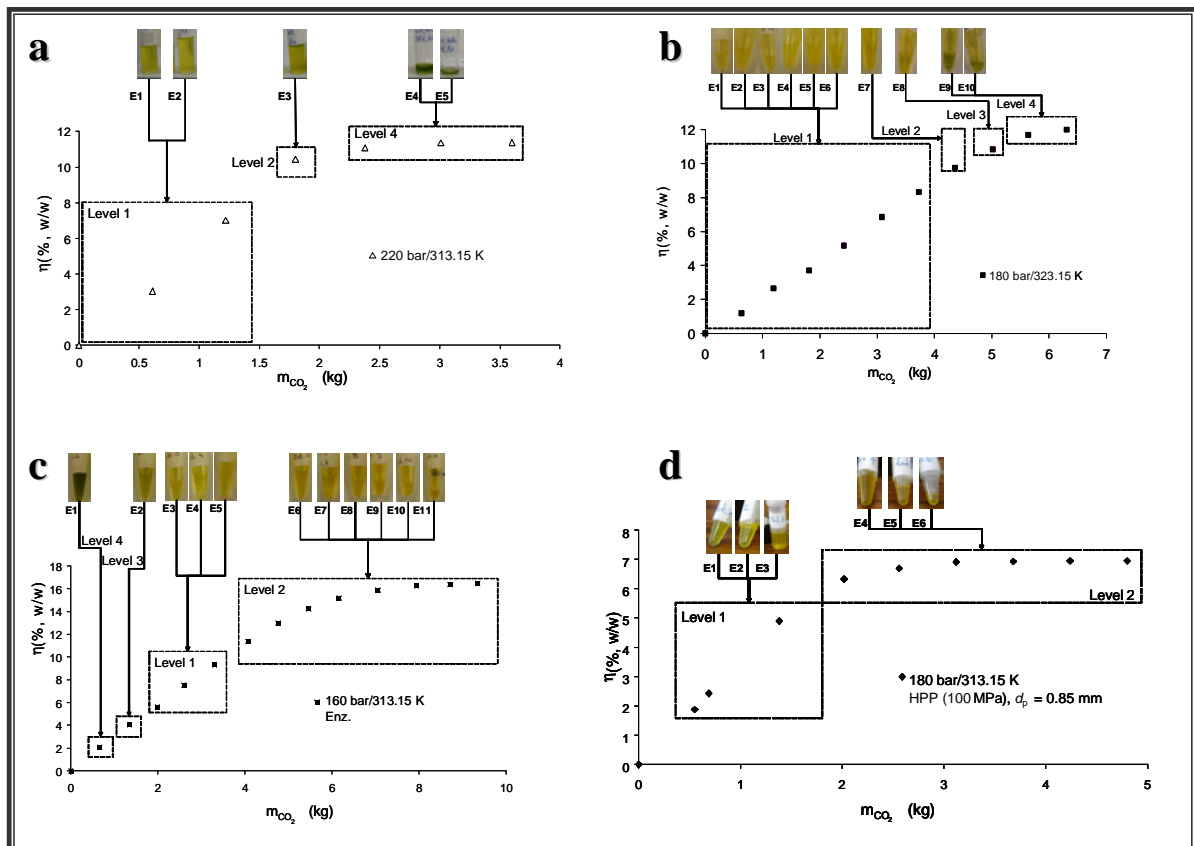 a
E1
E2
E3
E4
E5
12
10
8
6
4
2
0
η(%, w/w)
Level 1
Level 2
Level 4
220 bar/313.15 K
0
0.5
1
1.5
2
2.5
3
3.5
4
mCO2 (kg)
b
E1
E2
E3
E4
E5
E6
E7
E8
E9
E10
Level 4
Level 3
Level 2
Level 1
12
10
8
6
4
2
0
η(%, w/w)
180 bar/323.15 K
0
1
2
3
4
5
6
7
mCO2 (kg)
c
E1
E2
E3
E4
E5
E6
E7
E8
E9
E10
E11
Level 4
Level 3
Level 1
Level 2
18
16
14
12
10
8
6
4
2
0
η(%, w/w)
160 bar/313.15 K
Enz.
0
2
4
6
8
10
mCO2 (kg)
d
E4
E5
E6
E1
E2
E3
8
7
6
5
4
3
2
1
0
η(%, w/w)
Level 1
Level 2
180 bar/313.15 K
HPP (100 MPa), dp = 0.85 mm
0
1
2
3
4
5
mCO2 (kg)